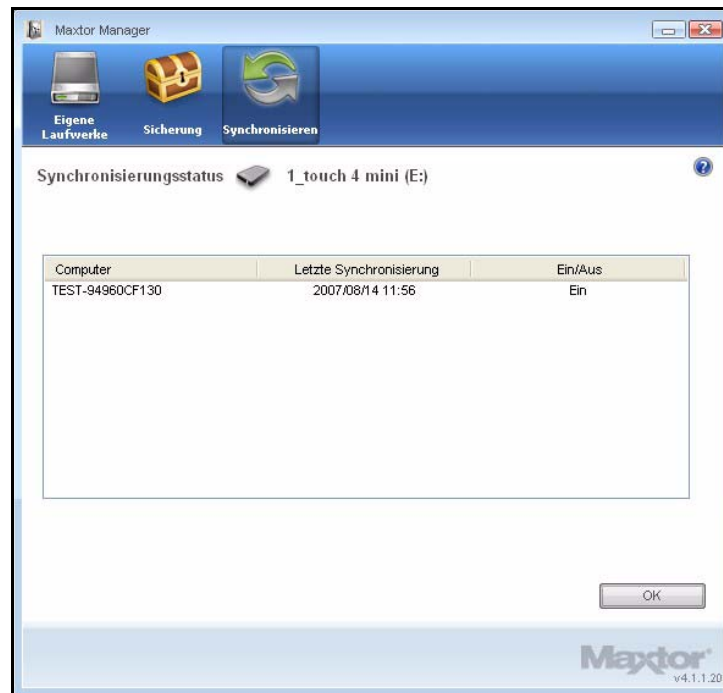 Maxtor Manager
Eigene
Laufwerke
Sicherung
Synchronisieren
Synchronisierungsstatus 1_touch 4 mini (E:)
?
Computer Letzte Synchronisierung Ein/Aus
TEST-94960CF130 2007/08/14 11:56 Ein
OK
Maxtor
v4.1.1.20